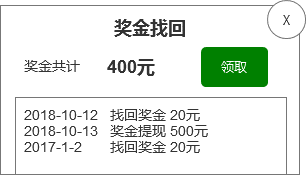 奖金找回
X
奖金共计 400元 领取
2018-10-12 找回奖金 20元
2018-10-13 奖金提现 500元
2017-1-2 找回奖金 20元